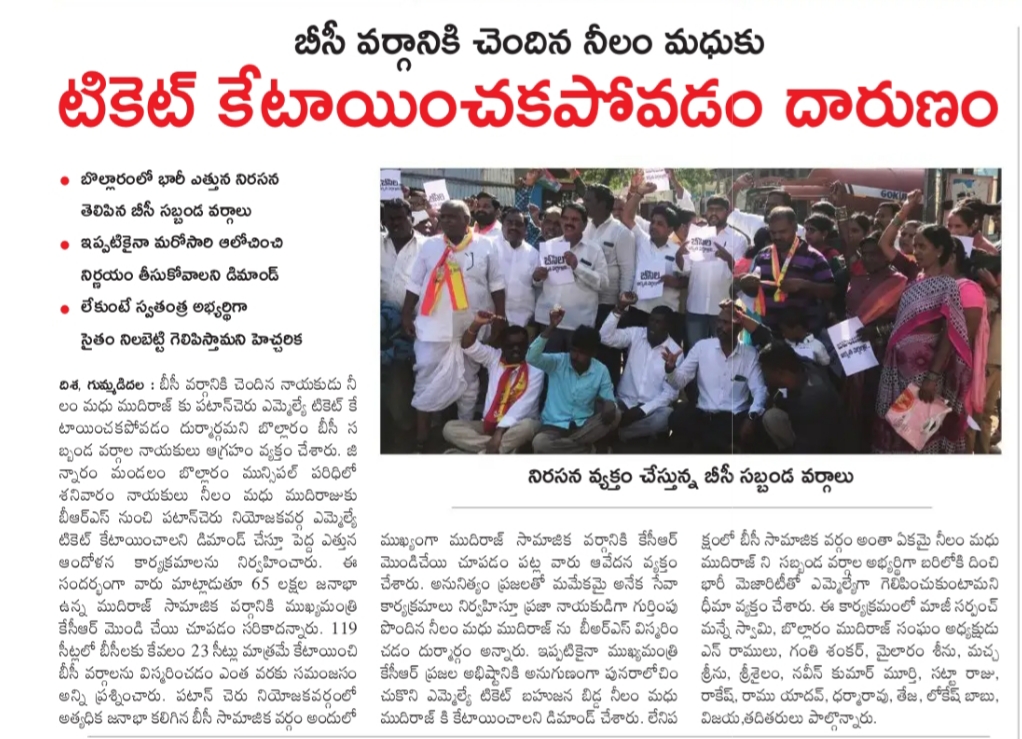 బీసీ వర్గానికి చెందిన నీలం మధుకు
టికెట్ కేటాయించకపోవడం దారుణం
• బొల్లారంలో భారీ ఎత్తున నిరసన
తెలిపిన బీసీ సబ్బండ వర్గాలు
• ఇప్పటికైనా మరోసారి ఆలోచించి
నిర్ణయం తీసుకోవాలని డిమాండ్
• లేకుంటే స్వతంత్ర అభ్యర్థిగా
సైతం నిలబెట్టి గెలిపిస్తామని హెచ్చరిక
దిశ, గుమ్మడిదల : బీసీ వర్గానికి చెందిన నాయకుడు నీ
లం మధు ముదిరాజ్ కు పటాన్‌చెరు ఎమ్మెల్యే టికెట్ కే
టాయించకపోవడం దుర్మార్గమని బొల్లారం బీసీ స
బ్బండ వర్గాల నాయకులు ఆగ్రహం వ్యక్తం చేశారు. జి
న్నారం మండలం బొల్లారం మున్సిపల్ పరిధిలో
శనివారం నాయకులు నీలం మధు ముదిరాజుకు
బీఆర్ఎస్ నుంచి పటాన్‌చెరు నియోజకవర్గ ఎమ్మెల్యే
టికెట్ కేటాయించాలని డిమాండ్ చేస్తూ పెద్ద ఎత్తున
ఆందోళన కార్యక్రమాలను నిర్వహించారు. ఈ
సందర్భంగా వారు మాట్లాడుతూ 65 లక్షల జనాభా
ఉన్న ముదిరాజ్ సామాజిక వర్గానికి ముఖ్యమంత్రి
కేసీఆర్ మొండి చేయి చూపడం సరికాదన్నారు. 119
సీట్లలో బీసీలకు కేవలం 23 సీట్లు మాత్రమే కేటాయించి
బీసీ వర్గాలను విస్మరించడం ఎంత వరకు సమంజసం
అన్ని ప్రశ్నించారు. పటాన్ చెరు నియోజకవర్గంలో
అత్యధిక జనాభా కలిగిన బీసీ సామాజిక వర్గం అందులో
బీసీల
బీసీల
బీసీల
నిరసన వ్యక్తం చేస్తున్న బీసీ సబ్బండ వర్గాలు
ముఖ్యంగా ముదిరాజ్ సామాజిక వర్గానికి కేసీఆర్
మొండిచేయి చూపడం పట్ల వారు ఆవేదన వ్యక్తం
చేశారు. అనునిత్యం ప్రజలతో మమేకమై అనేక సేవా
కార్యక్రమాలు నిర్వహిస్తూ ప్రజా నాయకుడిగా గుర్తింపు
పొందిన నీలం మధు ముదిరాజ్ ను బీఆర్ఎస్ విస్మరిం
చడం దుర్మార్గం అన్నారు. ఇప్పటికైనా ముఖ్యమంత్రి
కేసీఆర్ ప్రజల అభిష్టానికి అనుగుణంగా పునరాలోచిం
చుకొని ఎమ్మెల్యే టికెట్ బహుజన బిడ్డ నీలం మధు
ముదిరాజ్ కి కేటాయించాలని డిమాండ్ చేశారు. లేనిప
క్షంలో బీసీ సామాజిక వర్గం అంతా ఏకమై నీలం మధు
ముదిరాజ్ ని సబ్బండ వర్గాల అభ్యర్థిగా బరిలోకి దించి
భారీ మెజారిటీతో ఎమ్మెల్యేగా గెలిపించుకుంటామని
ధీమా వ్యక్తం చేశారు. ఈ కార్యక్రమంలో మాజీ సర్పంచ్
మన్నే స్వామి, బొల్లారం ముదిరాజ్ సంఘం అధ్యక్షుడు
ఎన్ రాములు, గంతి శంకర్, మైలారం శీను, మచ్చ
శ్రీను, శ్రీశైలం, నవీన్ కుమార్ మూర్తి, సట్టా రాజు,
రాకేష్, రాము యాదవ్, ధర్మారావు, తేజ, లోకేష్ బాబు,
విజయ,తదితరులు పాల్గొన్నారు.